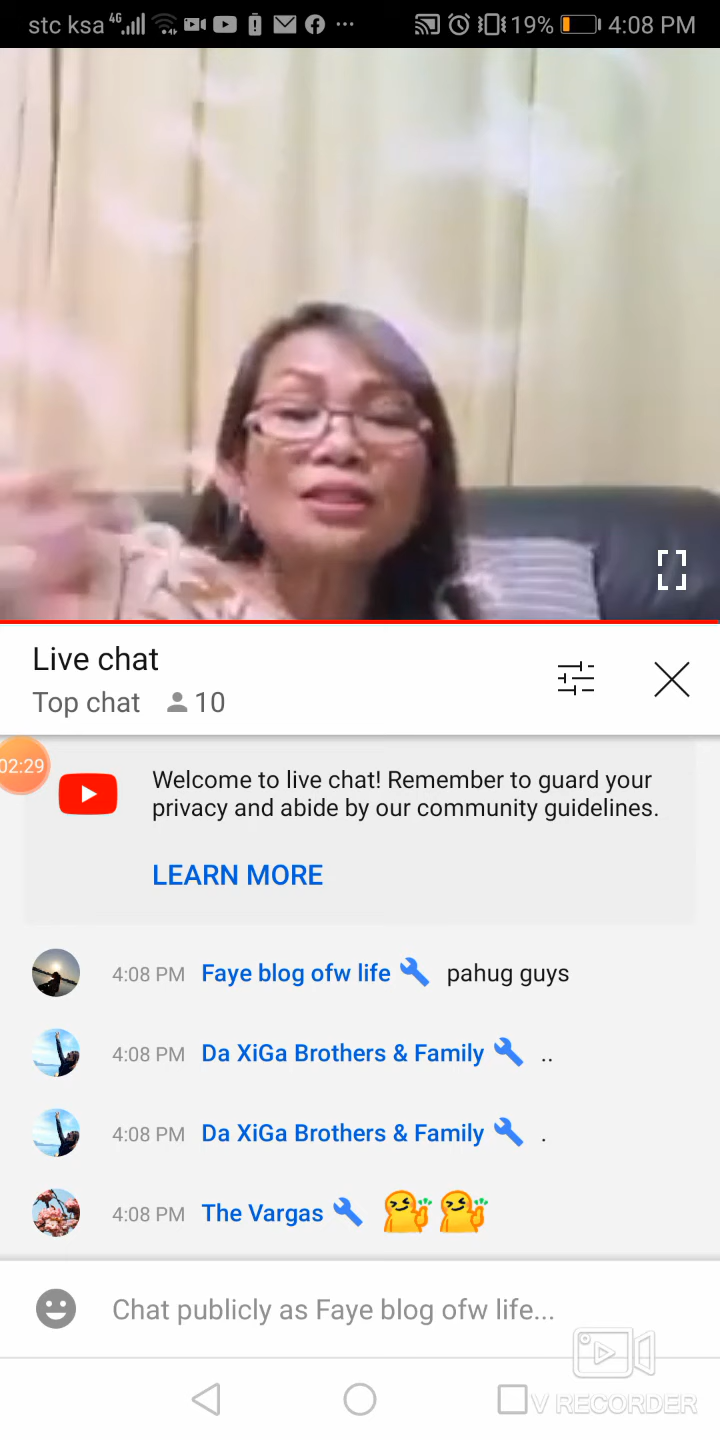 stc ksa 4G 19% 4:08 PM
Live chat
Top chat 10
02:29
Welcome to live chat! Remember to guard your
privacy and abide by our community guidelines.
LEARN MORE
4:08 PM Faye blog ofw life pahug guys
4:08 PM Da XiGa Brothers & Family ..
4:08 PM Da XiGa Brothers & Family .
4:08 PM The Vargas
Chat publicly as Faye blog ofw life...
V RECORDER